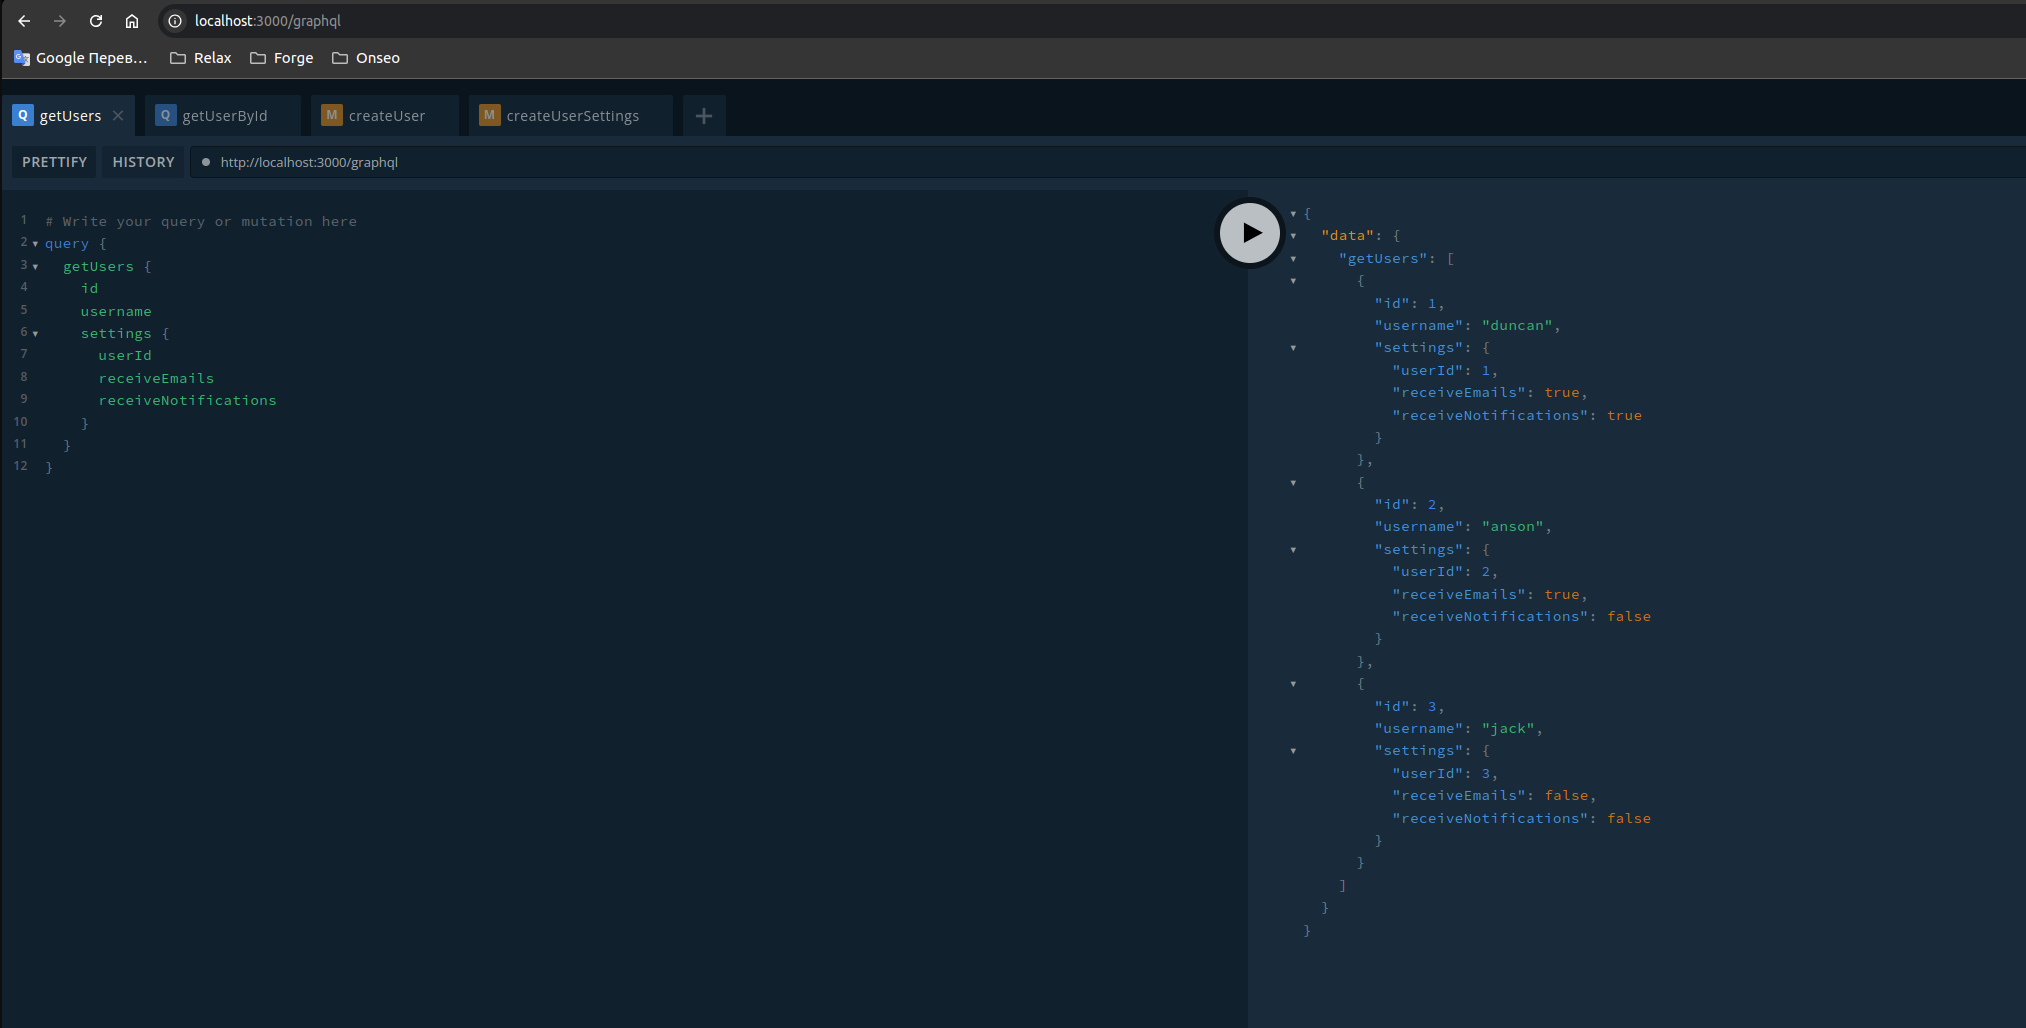 localhost:3000/graphql
Google Перев... Relax Forge Onseo
Q getUsers Q getUserById M createUser M createUserSettings
PRETTIFY HISTORY http://localhost:3000/graphql
1 # Write your query or mutation here
2 query {
3 getUsers {
4 id
5 username
6 settings {
7 userId
8 receiveEmails
9 receiveNotifications
10 }
11 }
12 }
{
"data": {
"getUsers": [
{
"id": 1,
"username": "duncan",
"settings": {
"userId": 1,
"receiveEmails": true,
"receiveNotifications": true
}
},
{
"id": 2,
"username": "anson",
"settings": {
"userId": 2,
"receiveEmails": true,
"receiveNotifications": false
}
},
{
"id": 3,
"username": "jack",
"settings": {
"userId": 3,
"receiveEmails": false,
"receiveNotifications": false
}
}
]
}
}